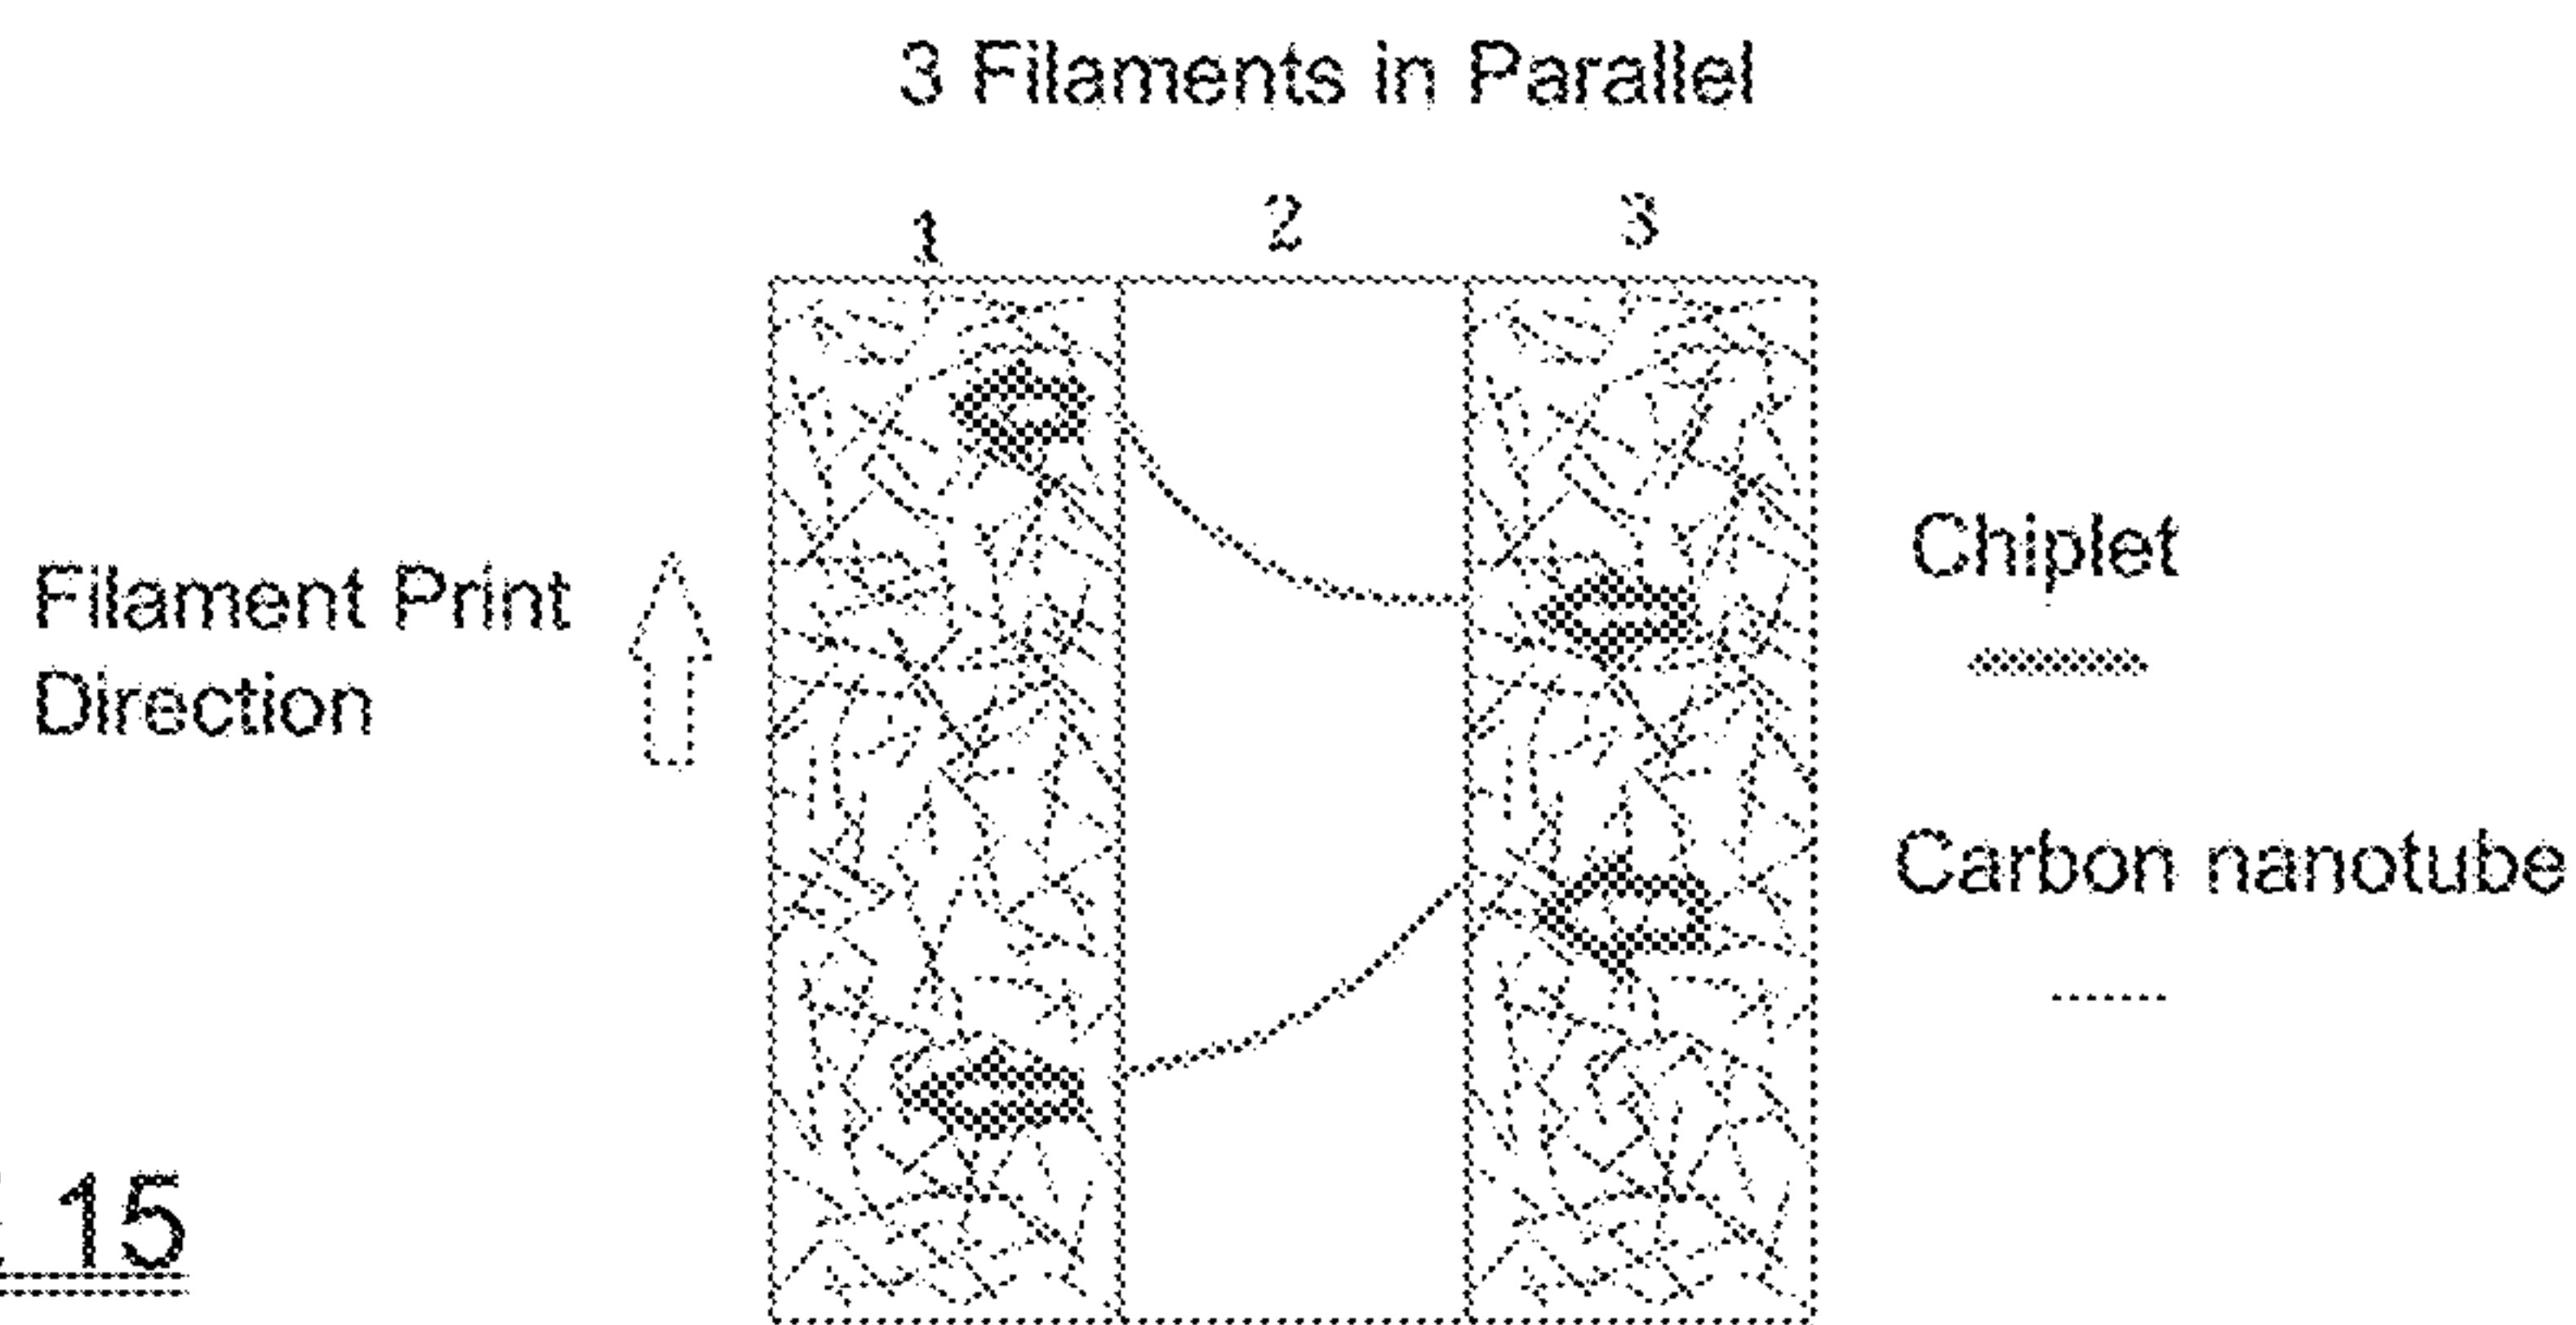 3 Filaments in Parallel
1 2 3
Filament Print
Direction
Chiplet
Carbon nanotube
15